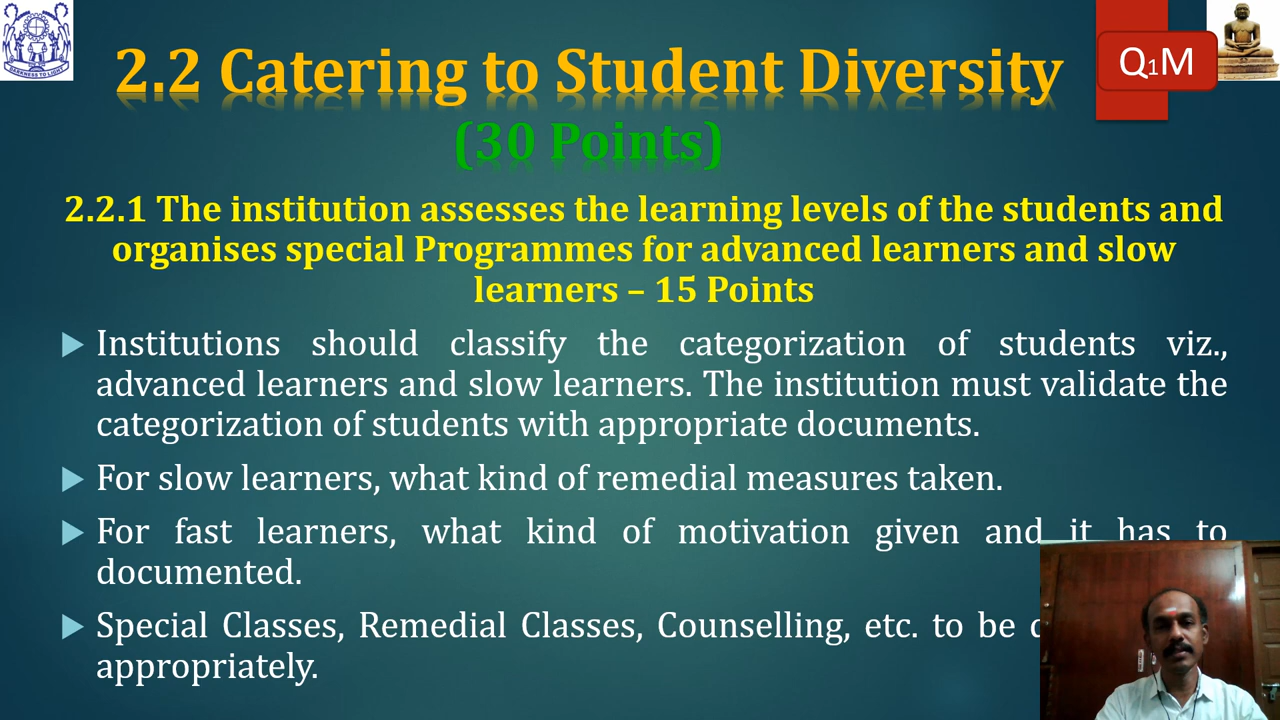 2.2 Catering to Student Diversity
(30 Points)
Q1M
2.2.1 The institution assesses the learning levels of the students and
organises special Programmes for advanced learners and slow
learners – 15 Points
Institutions should classify the categorization of students viz.,
advanced learners and slow learners. The institution must validate the
categorization of students with appropriate documents.
For slow learners, what kind of remedial measures taken.
For fast learners, what kind of motivation given and it has to
documented.
Special Classes, Remedial Classes, Counselling, etc. to be
appropriately.